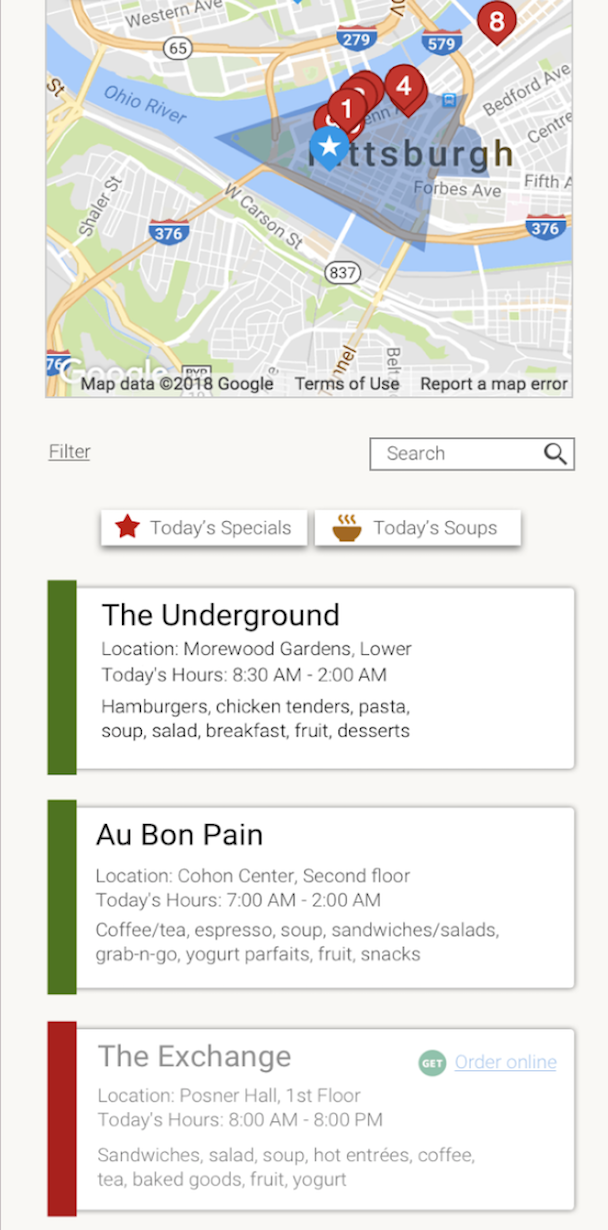 Western Ave
65
279
579
8
St
Ohio River
4
1
Bedford Ave
Centre
Pittsburgh
Forbes Ave
Fifth A
Shaler St
W Carson St
376
376
837
Belt
Google
Map data ©2018 Google
Terms of Use
Report a map error
Filter
Search
Today's Specials
Today's Soups
The Underground
Location: Morewood Gardens, Lower
Today's Hours: 8:30 AM - 2:00 AM
Hamburgers, chicken tenders, pasta,
soup, salad, breakfast, fruit, desserts
Au Bon Pain
Location: Cohon Center, Second floor
Today's Hours: 7:00 AM - 2:00 AM
Coffee/tea, espresso, soup, sandwiches/salads,
grab-n-go, yogurt parfaits, fruit, snacks
The Exchange
GET Order online
Location: Posner Hall, 1st Floor
Today's Hours: 8:00 AM - 8:00 PM
Sandwiches, salad, soup, hot entrées, coffee,
tea, baked goods, fruit, yogurt